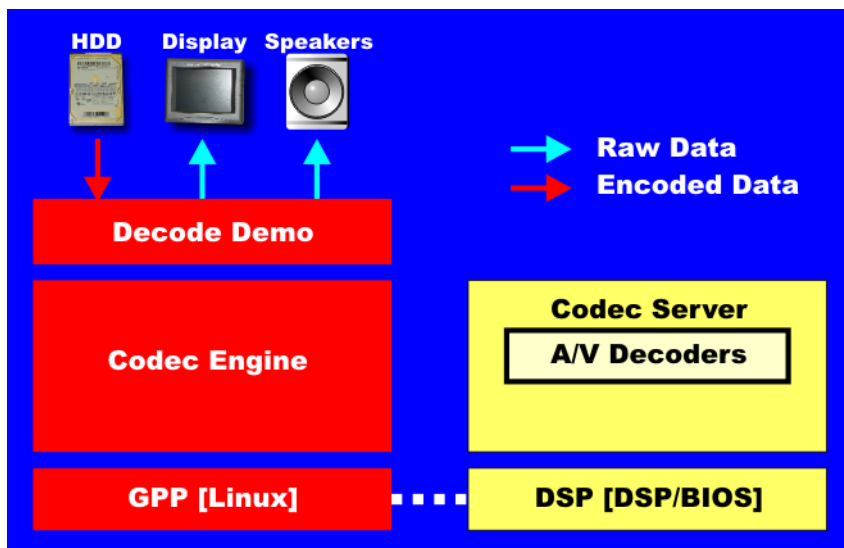 HDD Display Speakers
Raw Data
Encoded Data
Decode Demo
Codec Engine
Codec Server
A/V Decoders
GPP [Linux]
DSP [DSP/BIOS]